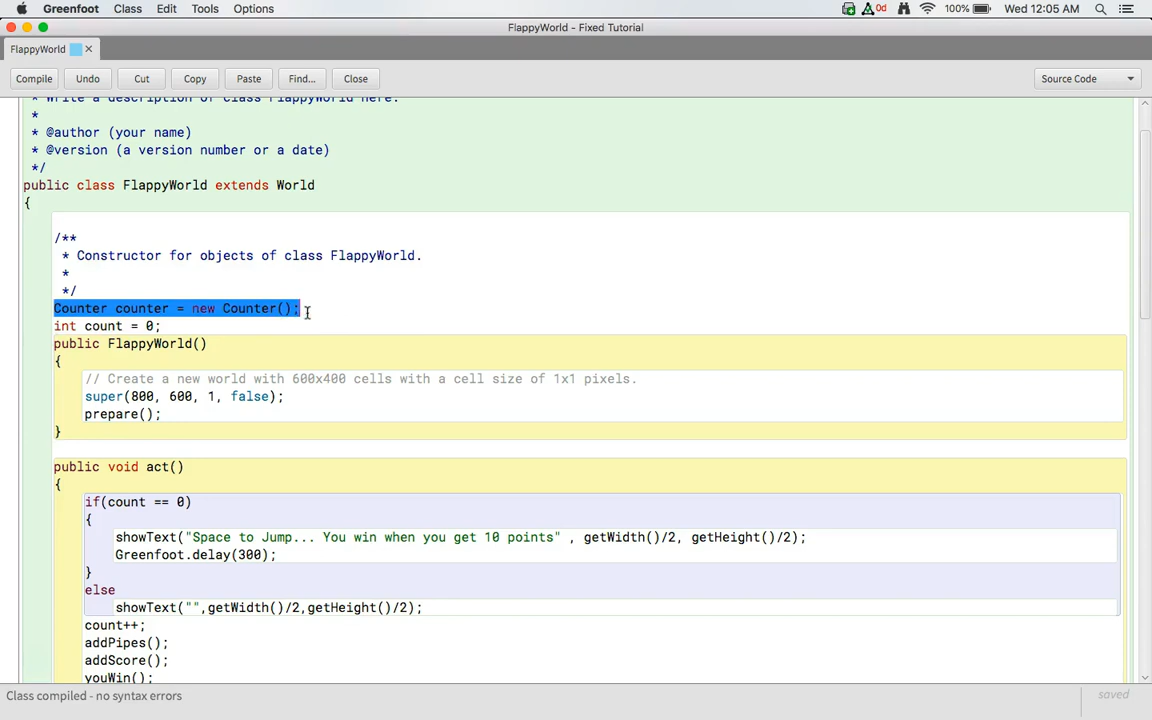 Greenfoot Class Edit Tools Options 0d 100% Wed 12:05 AM
FlappyWorld - Fixed Tutorial
FlappyWorld
Compile Undo Cut Copy Paste Find... Close Source Code
* Write a description of class FlappyWorld here.
*
* @author (your name)
* @version (a version number or a date)
*/
public class FlappyWorld extends World
{
/**
* Constructor for objects of class FlappyWorld.
*
*/
Counter counter = new Counter();
int count = 0;
public FlappyWorld()
{
// Create a new world with 600x400 cells with a cell size of 1x1 pixels.
super(800, 600, 1, false);
prepare();
}
public void act()
{
if(count == 0)
{
showText("Space to Jump... You win when you get 10 points" , getWidth()/2, getHeight()/2);
Greenfoot.delay(300);
}
else
showText("",getWidth()/2,getHeight()/2);
count++;
addPipes();
addScore();
youWin();
Class compiled - no syntax errors
saved